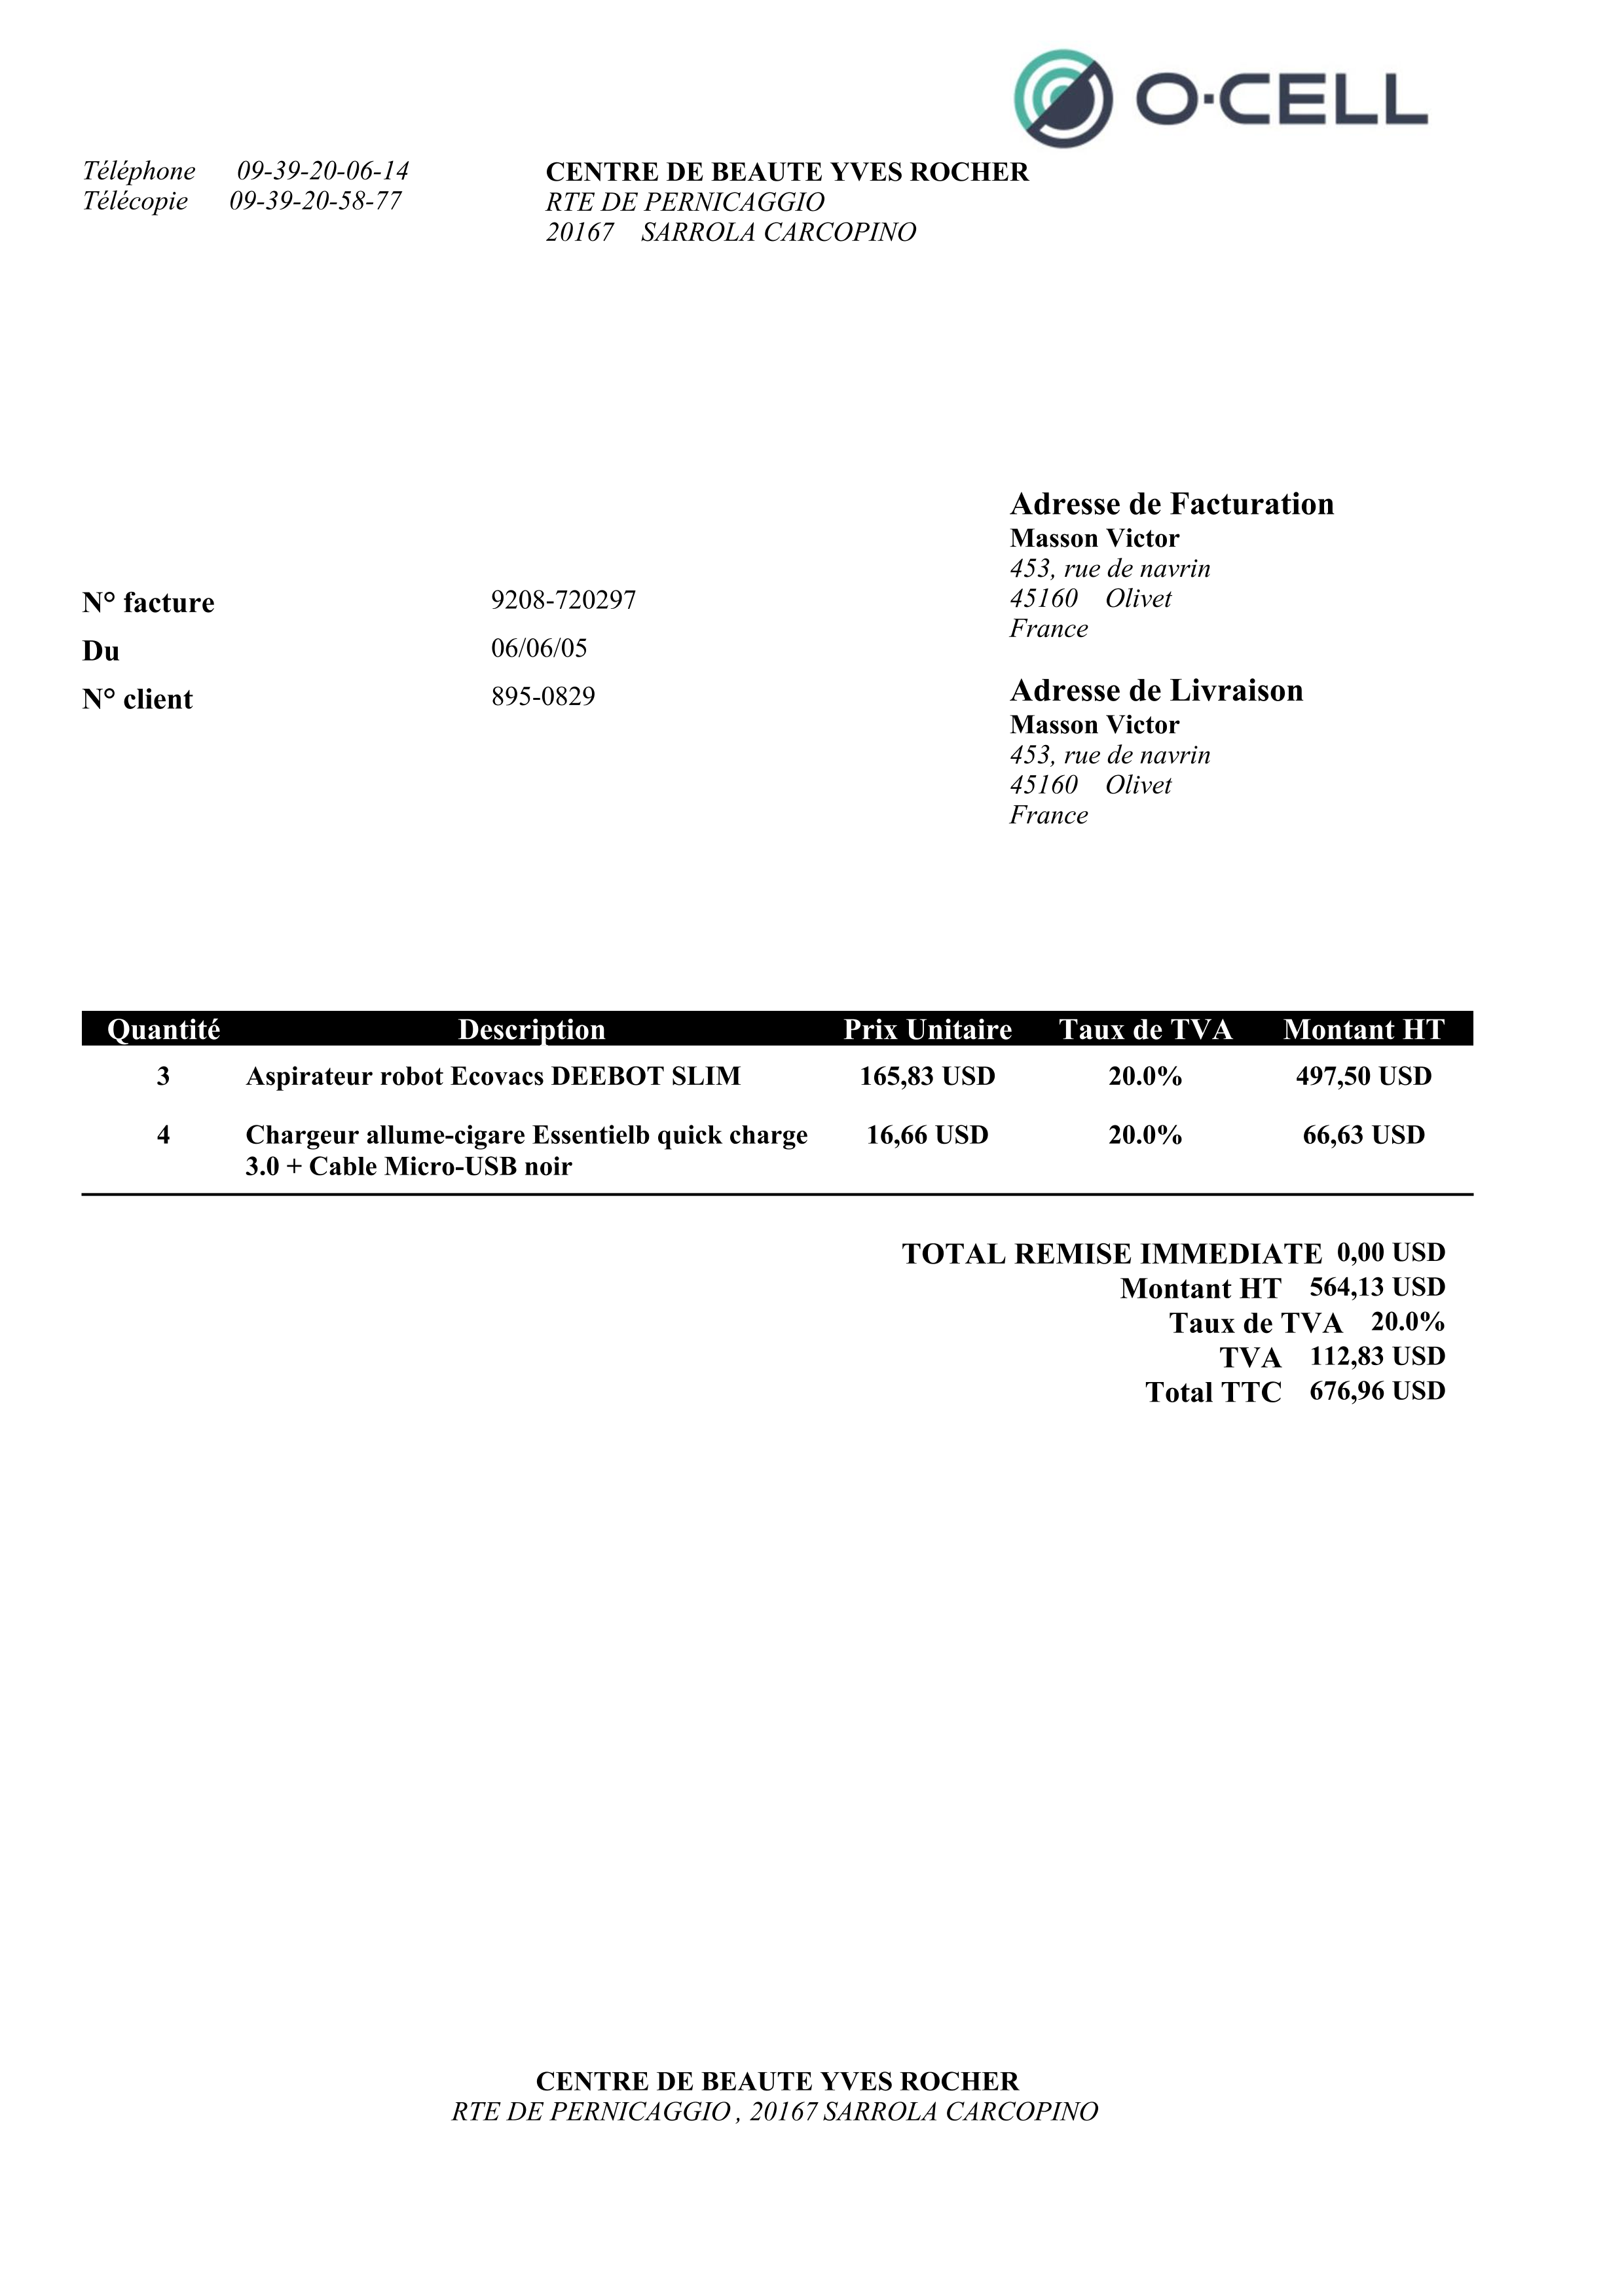 O·CELL
Téléphone 09-39-20-06-14
Télécopie 09-39-20-58-77
CENTRE DE BEAUTE YVES ROCHER
RTE DE PERNICAGGIO
20167 SARROLA CARCOPINO
Adresse de Facturation
Masson Victor
453, rue de navrin
45160 Olivet
France
N° facture 9208-720297
Du 06/06/05
N° client 895-0829
Adresse de Livraison
Masson Victor
453, rue de navrin
45160 Olivet
France
Quantité Description Prix Unitaire Taux de TVA Montant HT
3 Aspirateur robot Ecovacs DEEBOT SLIM 165,83 USD 20.0% 497,50 USD
4 Chargeur allume-cigare Essentielb quick charge 16,66 USD 20.0% 66,63 USD
3.0 + Cable Micro-USB noir
TOTAL REMISE IMMEDIATE 0,00 USD
Montant HT 564,13 USD
Taux de TVA 20.0%
TVA 112,83 USD
Total TTC 676,96 USD
CENTRE DE BEAUTE YVES ROCHER
RTE DE PERNICAGGIO , 20167 SARROLA CARCOPINO